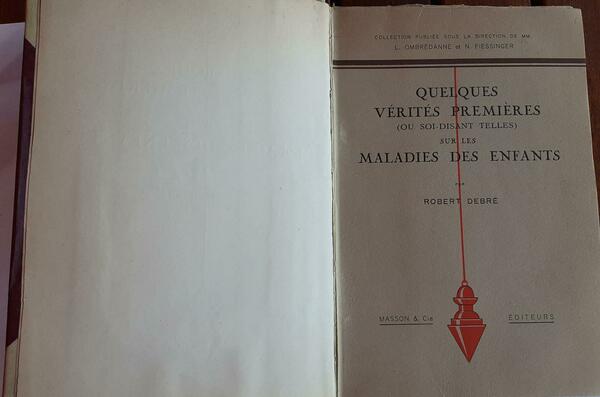 COLLECTION PUBLIÉE SOUS LA DIRECTION DE MM.
L. OMBRÉDANNE et N. FIESSINGER
QUELQUES
VÉRITÉS PREMIÈRES
(OU SOI-DISANT TELLES)
SUR LES
MALADIES DES ENFANTS
PAR
ROBERT DEBRÉ
MASSON & Cie ÉDITEURS